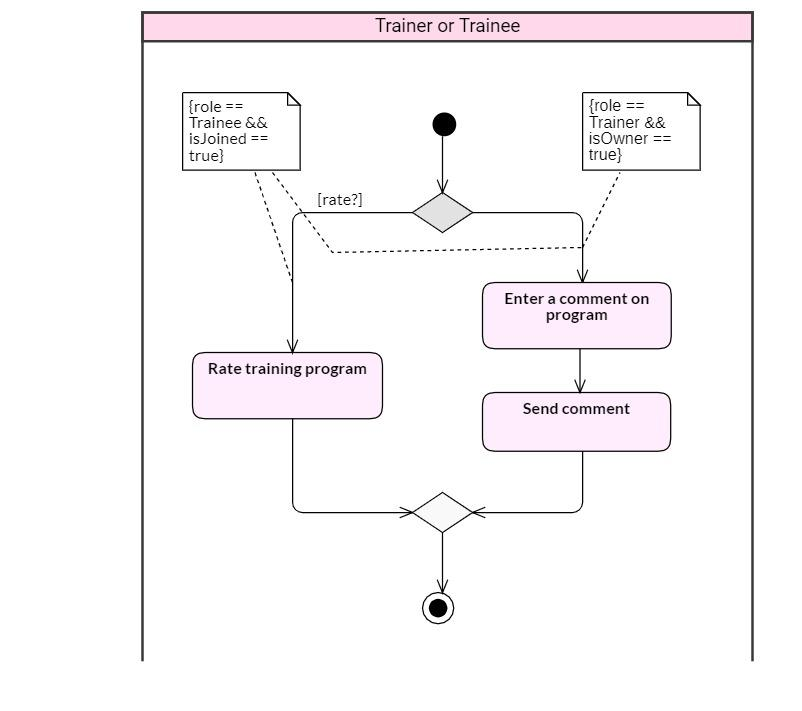 Trainer or Trainee
{role ==
Trainee &&
isJoined ==
true}
{role ==
Trainer &&
isOwner ==
true}
[rate?]
Enter a comment on
program
Rate training program
Send comment